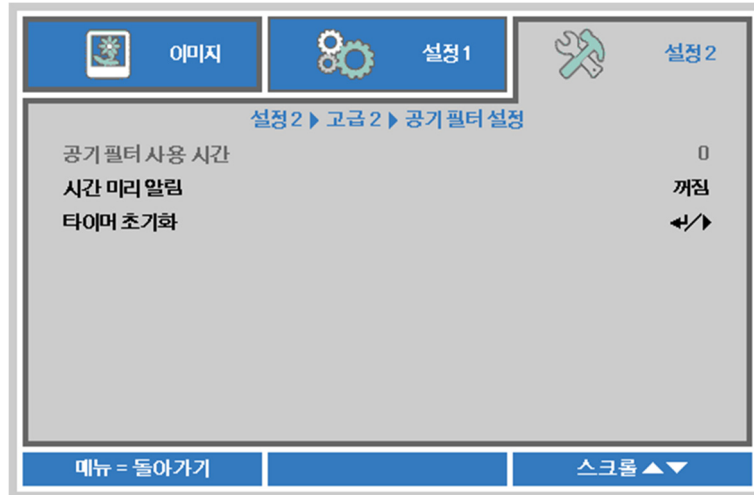 이미지
설정 1
설정 2
설정 2 ▶ 고급 2 ▶ 공기 필터 설정
공기 필터 사용 시간 0
시간 미리 알림 꺼짐
타이머 초기화 ↵/▶
메뉴 = 돌아가기
스크롤 ▲▼